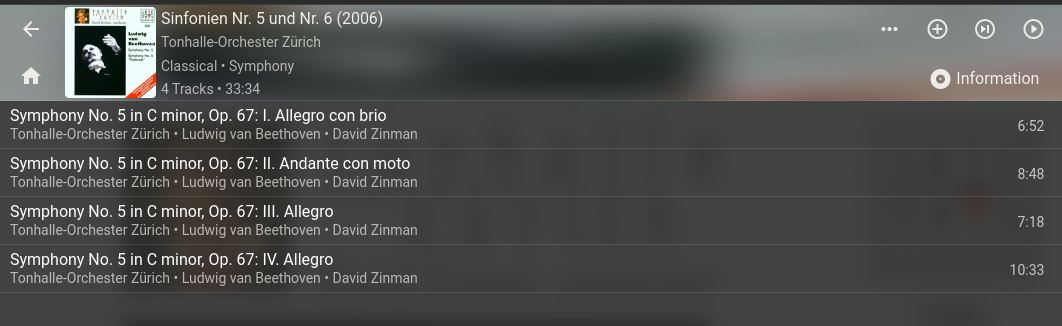 Sinfonien Nr. 5 und Nr. 6 (2006)
Tonhalle-Orchester Zürich
Classical • Symphony
4 Tracks • 33:34
Ludwig
van
Beethoven
Information
Symphony No. 5 in C minor, Op. 67: I. Allegro con brio
Tonhalle-Orchester Zürich • Ludwig van Beethoven • David Zinman
6:52
Symphony No. 5 in C minor, Op. 67: II. Andante con moto
Tonhalle-Orchester Zürich • Ludwig van Beethoven • David Zinman
8:48
Symphony No. 5 in C minor, Op. 67: III. Allegro
Tonhalle-Orchester Zürich • Ludwig van Beethoven • David Zinman
7:18
Symphony No. 5 in C minor, Op. 67: IV. Allegro
Tonhalle-Orchester Zürich • Ludwig van Beethoven • David Zinman
10:33